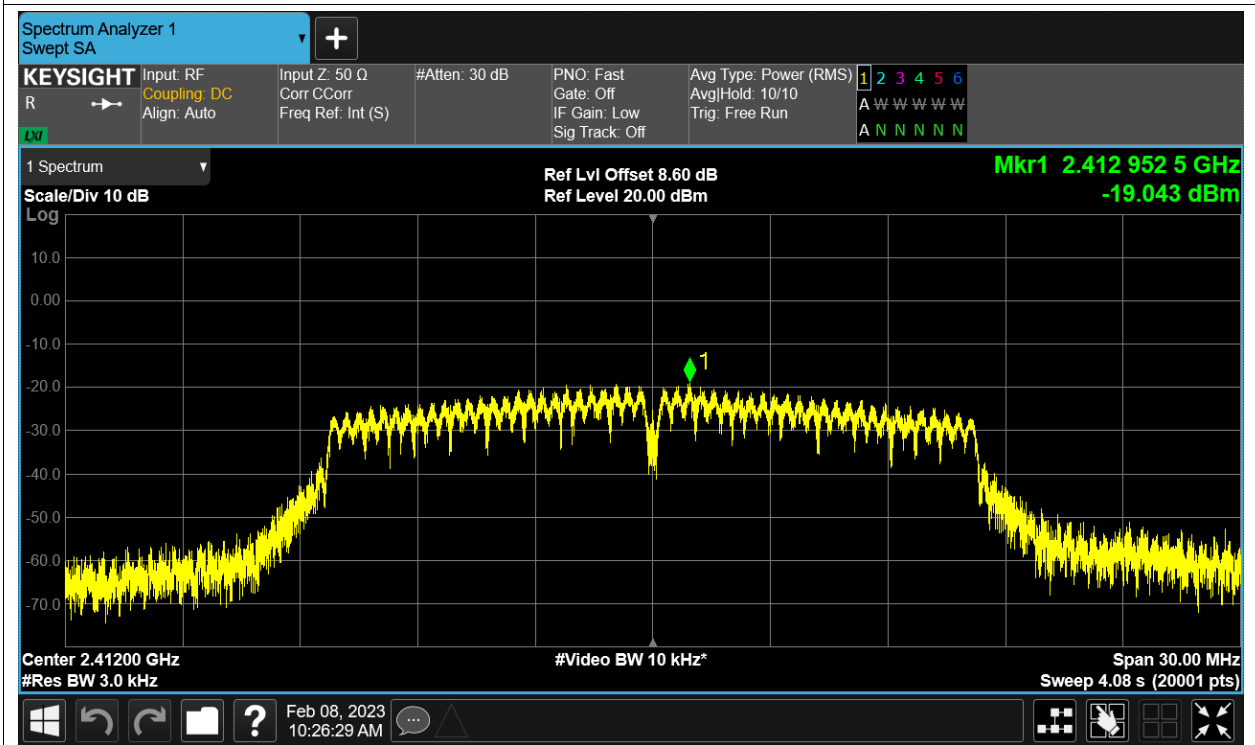 Spectrum Analyzer 1
Swept SA
+
KEYSIGHT
R
LXI
Input: RF
Coupling: DC
Align: Auto
Input Z: 50 Ω
Corr CCorr
Freq Ref: Int (S)
#Atten: 30 dB
PNO: Fast
Gate: Off
IF Gain: Low
Sig Track: Off
Avg Type: Power (RMS)
Avg|Hold: 10/10
Trig: Free Run
1 2 3 4 5 6
A W W W W W
A N N N N N
1 Spectrum
Scale/Div 10 dB
Log
Ref Lvl Offset 8.60 dB
Ref Level 20.00 dBm
Mkr1 2.412 952 5 GHz
-19.043 dBm
10.0
0.00
-10.0
-20.0
-30.0
-40.0
-50.0
-60.0
-70.0
1
Center 2.41200 GHz
#Res BW 3.0 kHz
#Video BW 10 kHz*
Span 30.00 MHz
Sweep 4.08 s (20001 pts)
?
Feb 08, 2023
10:26:29 AM